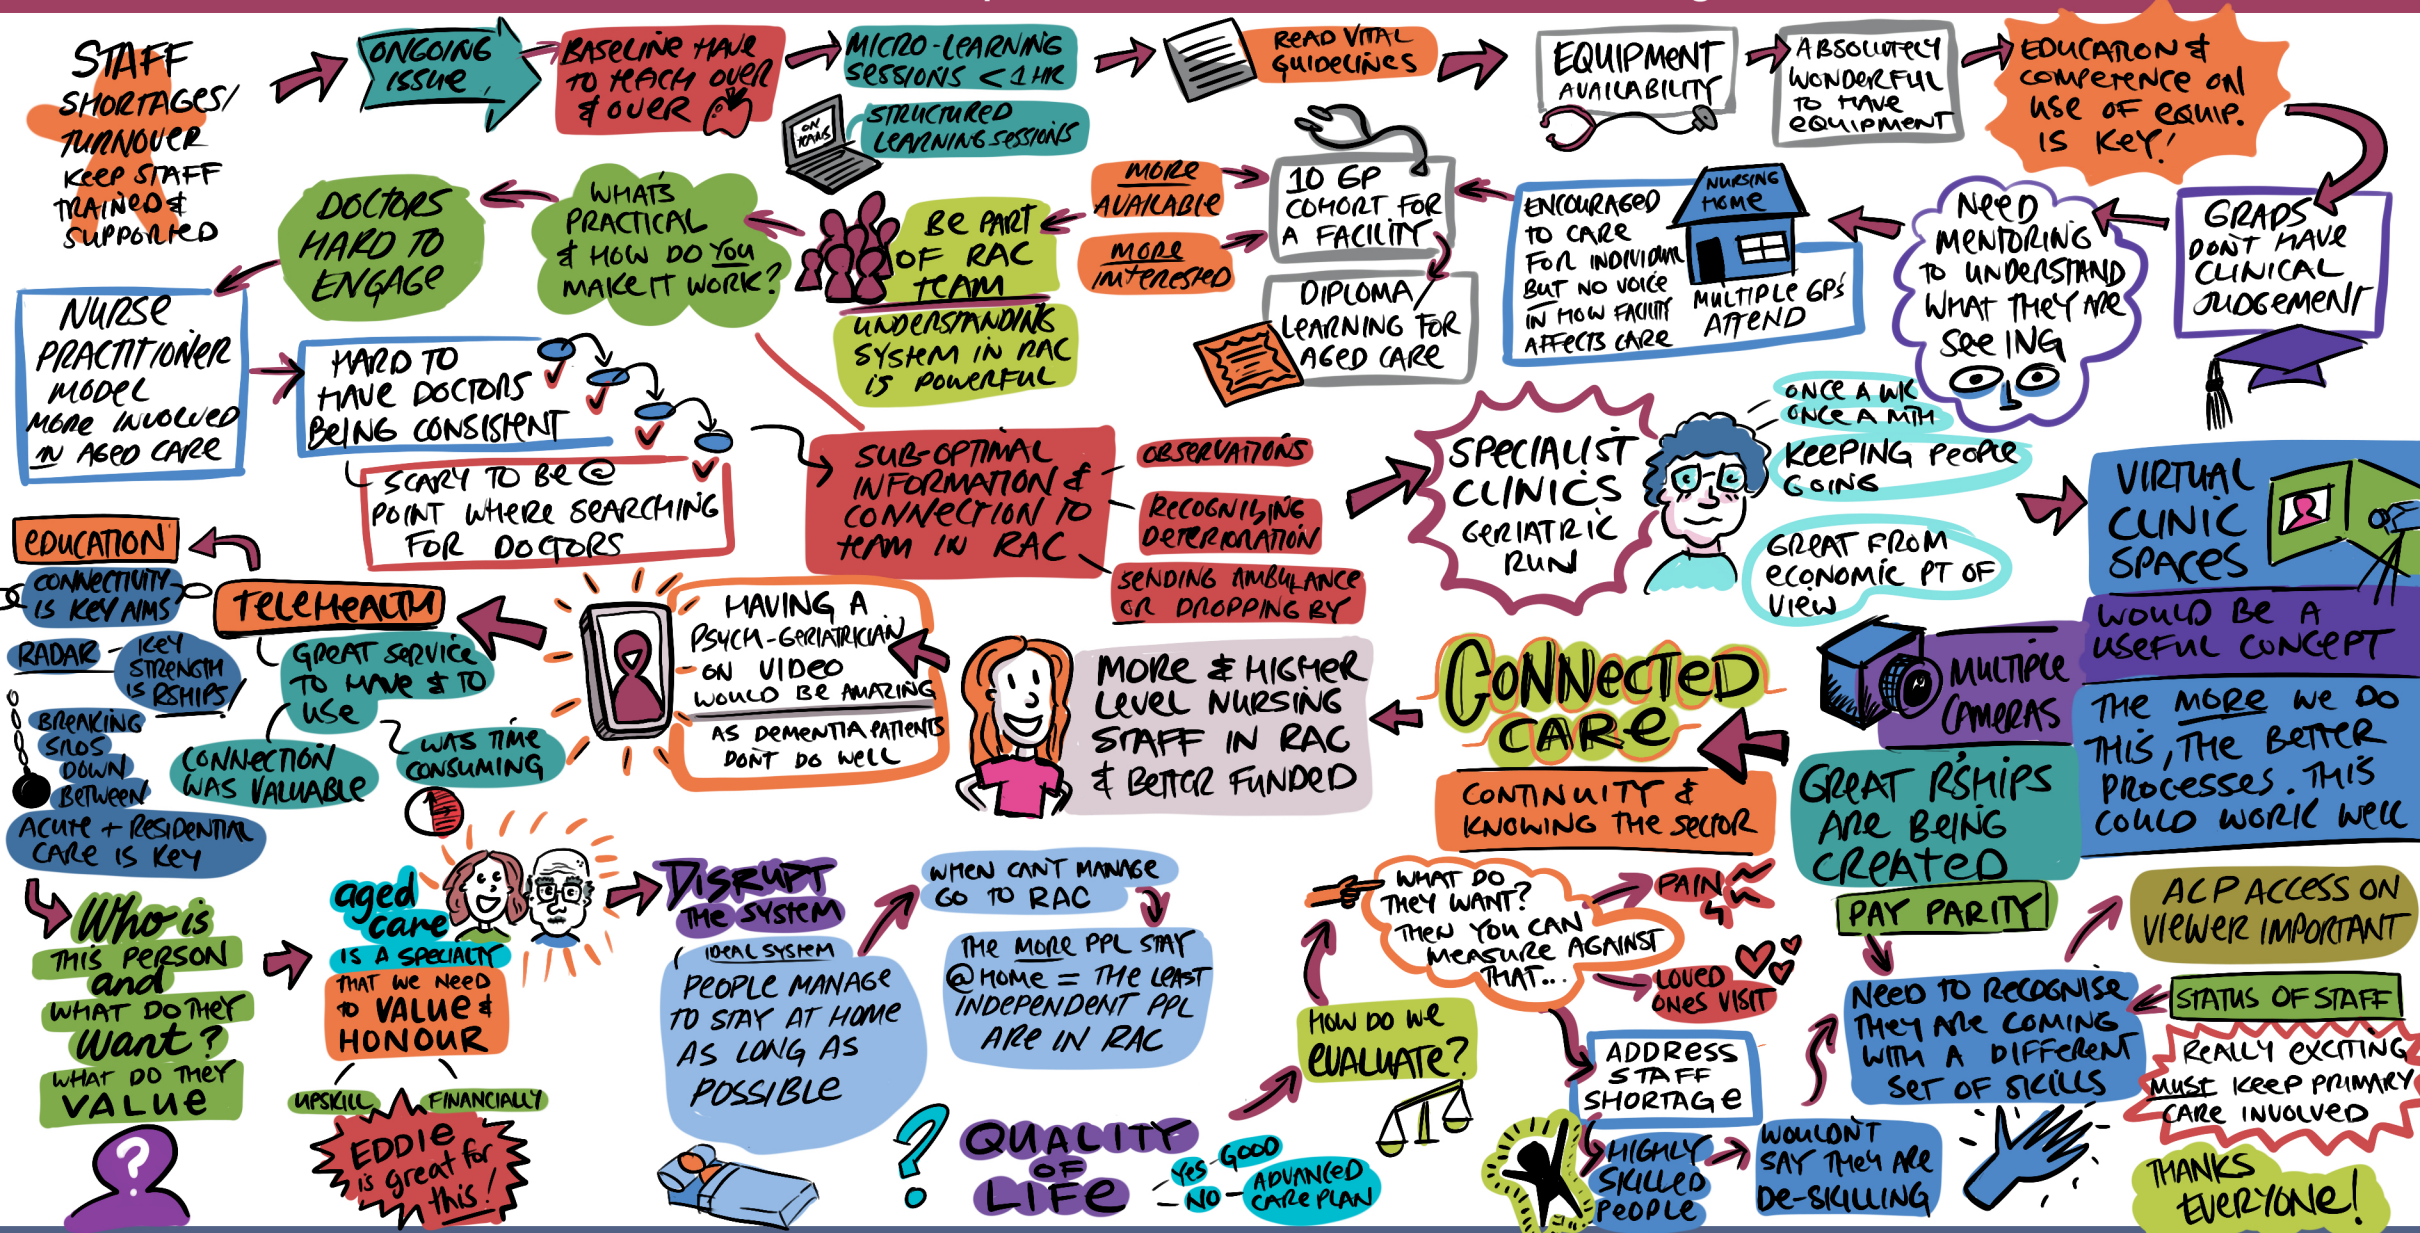 STAFF
SHORTAGES/
TURNOVER
KEEP STAFF
TRAINED &
SUPPORTED
ONGOING
ISSUE
BASELINE HAVE
TO TEACH OVER
& OVER
MICRO-LEARNING
SESSIONS < 1HR
ON
TEAMS
STRUCTURED
LEARNING SESSIONS
READ VITAL
GUIDELINES
EQUIPMENT
AVAILABILITY
ABSOLUTELY
WONDERFUL
TO HAVE
EQUIPMENT
EDUCATION &
COMPETENCE ON
USE OF EQUIP.
IS KEY!
GRADS
DON'T HAVE
CLINICAL
JUDGEMENT
NEED
MENTORING
TO UNDERSTAND
WHAT THEY ARE
SEEING
NURSING
HOME
ENCOURAGED
TO CARE
FOR INDIVIDUAL
BUT NO VOICE
IN HOW FACILITY
AFFECTS CARE
MULTIPLE GPs
ATTEND
10 GP
COHORT FOR
A FACILITY
DIPLOMA
LEARNING FOR
AGED CARE
MORE
AVAILABLE
MORE
INTERESTED
BE PART
OF RAC
TEAM
UNDERSTANDING
SYSTEM IN RAC
IS POWERFUL
WHAT'S
PRACTICAL
& HOW DO YOU
MAKE IT WORK?
DOCTORS
HARD TO
ENGAGE
NURSE
PRACTITIONER
MODEL
MORE INVOLVED
IN AGED CARE
HARD TO
HAVE DOCTORS
BEING CONSISTENT
SCARY TO BE @
POINT WHERE SEARCHING
FOR DOCTORS
SUB-OPTIMAL
INFORMATION &
CONNECTION TO
TEAM IN RAC
OBSERVATIONS
RECOGNISING
DETERIORATION
SENDING AMBULANCE
OR DROPPING BY
SPECIALIST
CLINICS
GERIATRIC
RUN
ONCE A WK
ONCE A MTH
KEEPING PEOPLE
GOING
GREAT FROM
ECONOMIC PT OF
VIEW
VIRTUAL
CLINIC
SPACES
WOULD BE A
USEFUL CONCEPT
MULTIPLE
CAMERAS
THE MORE WE DO
THIS, THE BETTER
PROCESSES. THIS
COULD WORK WELL
GREAT R'SHIPS
ARE BEING
CREATED
CONNECTED
CARE
CONTINUITY &
KNOWING THE SECTOR
MORE & HIGHER
LEVEL NURSING
STAFF IN RAC
& BETTER FUNDED
HAVING A
PSYCH-GERIATRICIAN
ON VIDEO
WOULD BE AMAZING
AS DEMENTIA PATIENTS
DON'T DO WELL
TELEHEALTH
GREAT SERVICE
TO HAVE & TO
USE
CONNECTION
WAS VALUABLE
WAS TIME
CONSUMING
EDUCATION
CONNECTIVITY
IS KEY AIMS
RADAR
KEY
STRENGTH
IS RSHIPS
BREAKING
SILOS
DOWN
BETWEEN
ACUTE + RESIDENTIAL
CARE IS KEY
Who is
THIS PERSON
and
WHAT DO THEY
Want?
WHAT DO THEY
VALUE
?
aged
care
IS A SPECIALTY
THAT WE NEED
to VALUE &
HONOUR
UPSKILL
FINANCIALLY
EDDIE
is great for
this!
DISRUPT
THE SYSTEM
IDEAL SYSTEM
PEOPLE MANAGE
TO STAY AT HOME
AS LONG AS
POSSIBLE
WHEN CAN'T MANAGE
GO TO RAC
THE MORE PPL STAY
@ HOME = THE LEAST
INDEPENDENT PPL
ARE IN RAC
?
QUALITY
OF
LIFE
YES - GOOD
NO - ADVANCED
CARE PLAN
HOW DO WE
EVALUATE?
WHAT DO
THEY WANT?
THEN YOU CAN
MEASURE AGAINST
THAT...
PAIN
LOVED
ONES VISIT
ADDRESS
STAFF
SHORTAGE
HIGHLY
SKILLED
PEOPLE
WOULDN'T
SAY THEY ARE
DE-SKILLING
NEED TO RECOGNISE
THEY ARE COMING
WITH A DIFFERENT
SET OF SKILLS
PAY PARITY
ACP ACCESS ON
VIEWER IMPORTANT
STATUS OF STAFF
REALLY EXCITING
MUST KEEP PRIMARY
CARE INVOLVED
THANKS
EVERYONE!